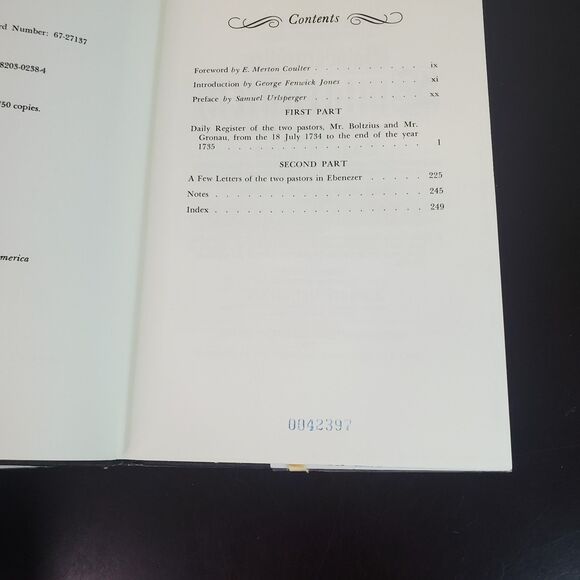 rd Number: 67-27137
8203-0238-4
750 copies.
merica
Contents
Foreword by E. Merton Coulter . . . . . . . . . . ix
Introduction by George Fenwick Jones . . . . . . . . xi
Preface by Samuel Urlsperger . . . . . . . . . . . xx
FIRST PART
Daily Register of the two pastors, Mr. Boltzius and Mr.
Gronau, from the 18 July 1734 to the end of the year
1735 . . . . . . . . . . . . . . . . . . 1
SECOND PART
A Few Letters of the two pastors in Ebenezer . . . . . 225
Notes . . . . . . . . . . . . . . . . . . . 245
Index . . . . . . . . . . . . . . . . . . . 249
0042397